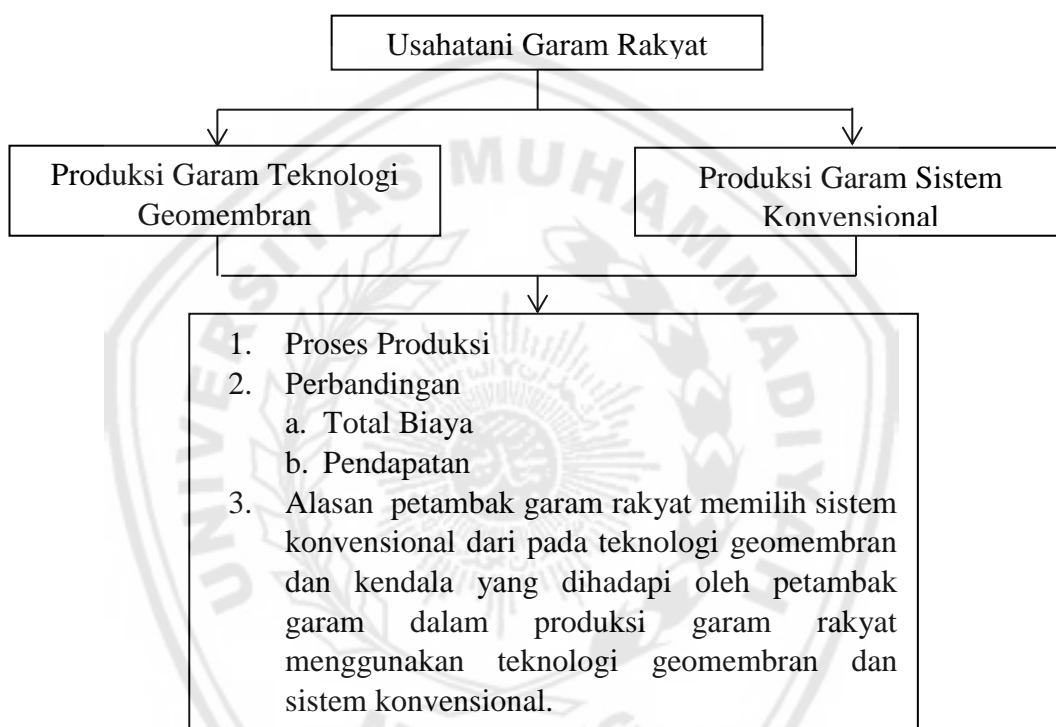 Usahatani Garam Rakyat
Produksi Garam Teknologi
Geomembran
Produksi Garam Sistem
Konvensional
1. Proses Produksi
2. Perbandingan
a. Total Biaya
b. Pendapatan
3. Alasan petambak garam rakyat memilih sistem
konvensional dari pada teknologi geomembran
dan kendala yang dihadapi oleh petambak
garam dalam produksi garam rakyat
menggunakan teknologi geomembran dan
sistem konvensional.
UNIVERSITAS MUHAMMADIYAH